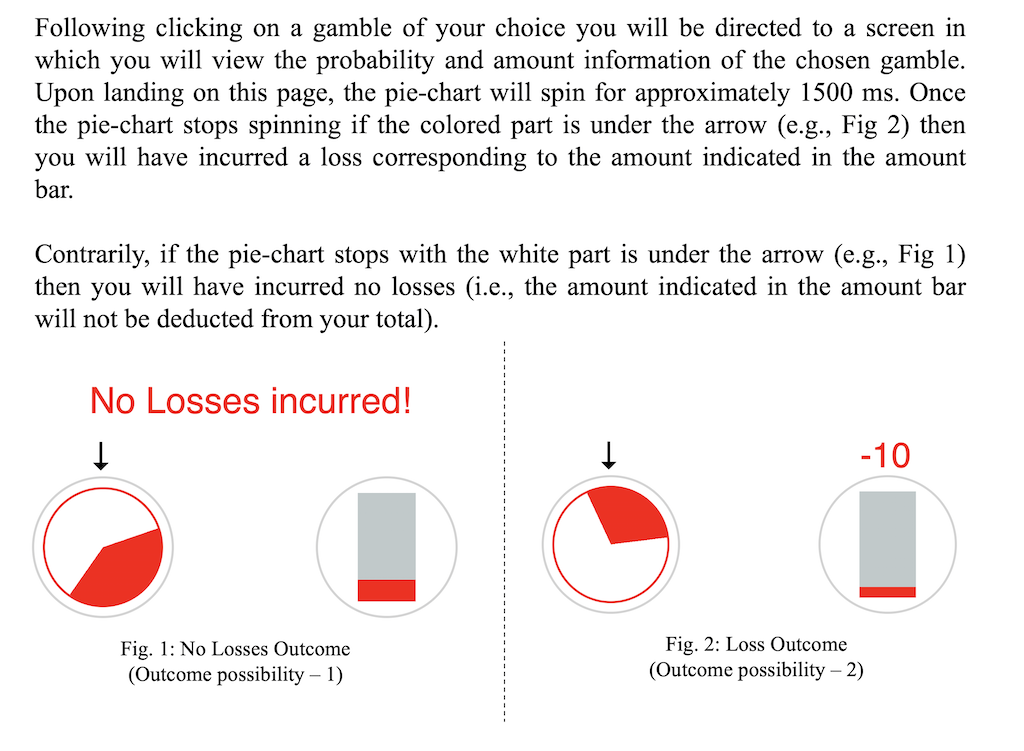 Following clicking on a gamble of your choice you will be directed to a screen in
which you will view the probability and amount information of the chosen gamble.
Upon landing on this page, the pie-chart will spin for approximately 1500 ms. Once
the pie-chart stops spinning if the colored part is under the arrow (e.g., Fig 2) then
you will have incurred a loss corresponding to the amount indicated in the amount
bar.
Contrarily, if the pie-chart stops with the white part is under the arrow (e.g., Fig 1)
then you will have incurred no losses (i.e., the amount indicated in the amount bar
will not be deducted from your total).
No Losses incurred!
Fig. 1: No Losses Outcome
(Outcome possibility – 1)
-10
Fig. 2: Loss Outcome
(Outcome possibility – 2)